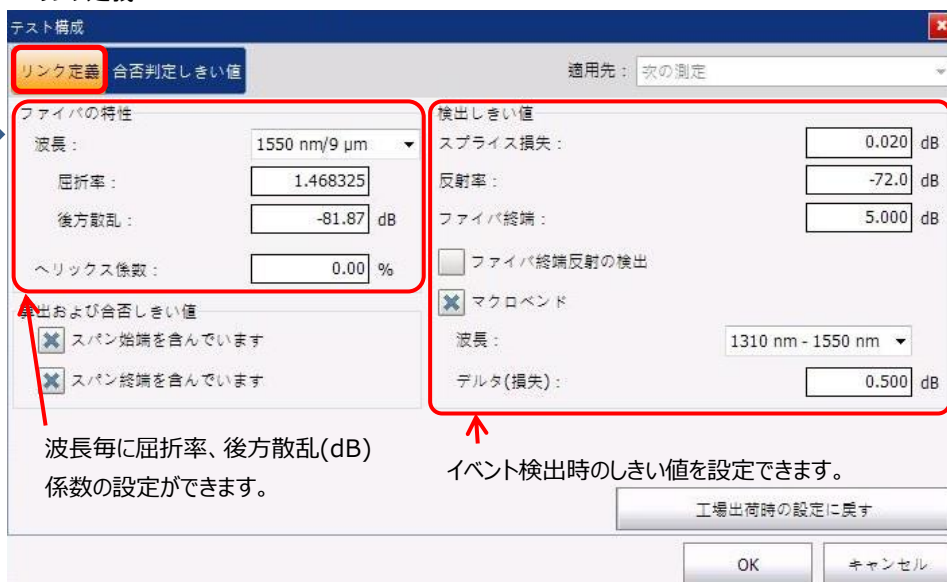 テスト構成
リンク定義 合否判定しきい値 適用先： 次の測定
ファイバの特性
波長： 1550 nm/9 μm
屈折率： 1.468325
後方散乱： -81.87 dB
ヘリックス係数： 0.00 %
検出しきい値
スプライス損失： 0.020 dB
反射率： -72.0 dB
ファイバ終端： 5.000 dB
ファイバ終端反射の検出
マクロベンド
波長： 1310 nm - 1550 nm
デルタ(損失)： 0.500 dB
出および合否しきい値
スパン始端を含んでいます
スパン終端を含んでいます
波長毎に屈折率、後方散乱(dB)
係数の設定ができます。
イベント検出時のしきい値を設定できます。
工場出荷時の設定に戻す
OK キャンセル